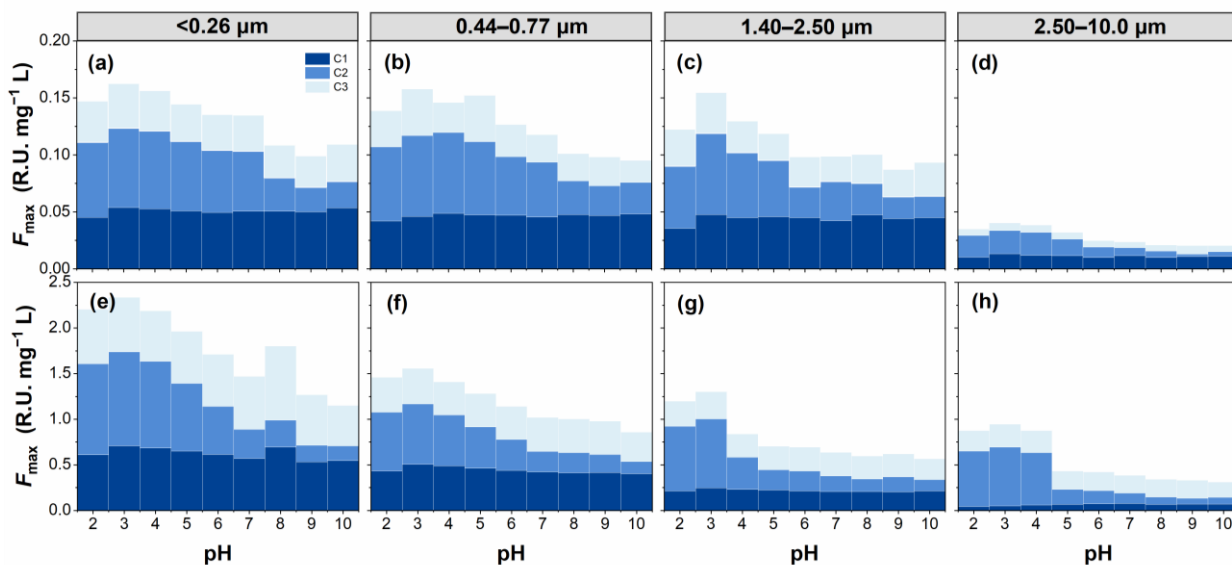 <0.26 μm 0.44–0.77 μm 1.40–2.50 μm 2.50–10.0 μm
0.20
(a) (b) (c) (d)
C1
C2
C3
0.15
0.10
0.05
0.00
Fmax (R.U. mg⁻¹ L)
2.5
(e) (f) (g) (h)
2.0
1.5
1.0
0.5
0.0
Fmax (R.U. mg⁻¹ L)
2 3 4 5 6 7 8 9 10 2 3 4 5 6 7 8 9 10 2 3 4 5 6 7 8 9 10 2 3 4 5 6 7 8 9 10
pH pH pH pH